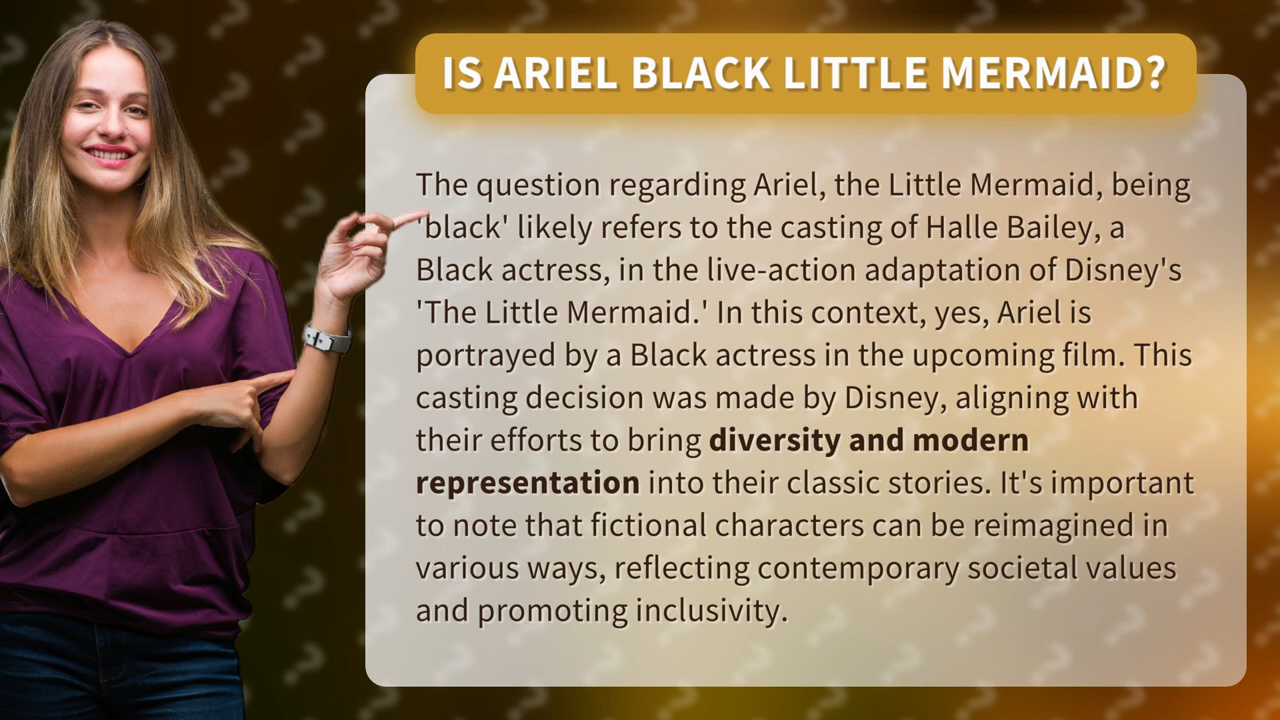 IS ARIEL BLACK LITTLE MERMAID?
The question regarding Ariel, the Little Mermaid, being
'black' likely refers to the casting of Halle Bailey, a
Black actress, in the live-action adaptation of Disney's
'The Little Mermaid.' In this context, yes, Ariel is
portrayed by a Black actress in the upcoming film. This
casting decision was made by Disney, aligning with
their efforts to bring diversity and modern
representation into their classic stories. It's important
to note that fictional characters can be reimagined in
various ways, reflecting contemporary societal values
and promoting inclusivity.